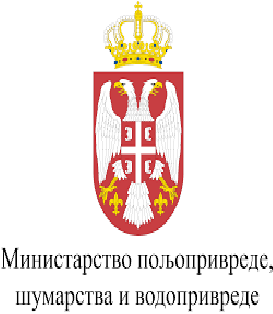 Министарство пољопривреде,
шумарства и водопривреде